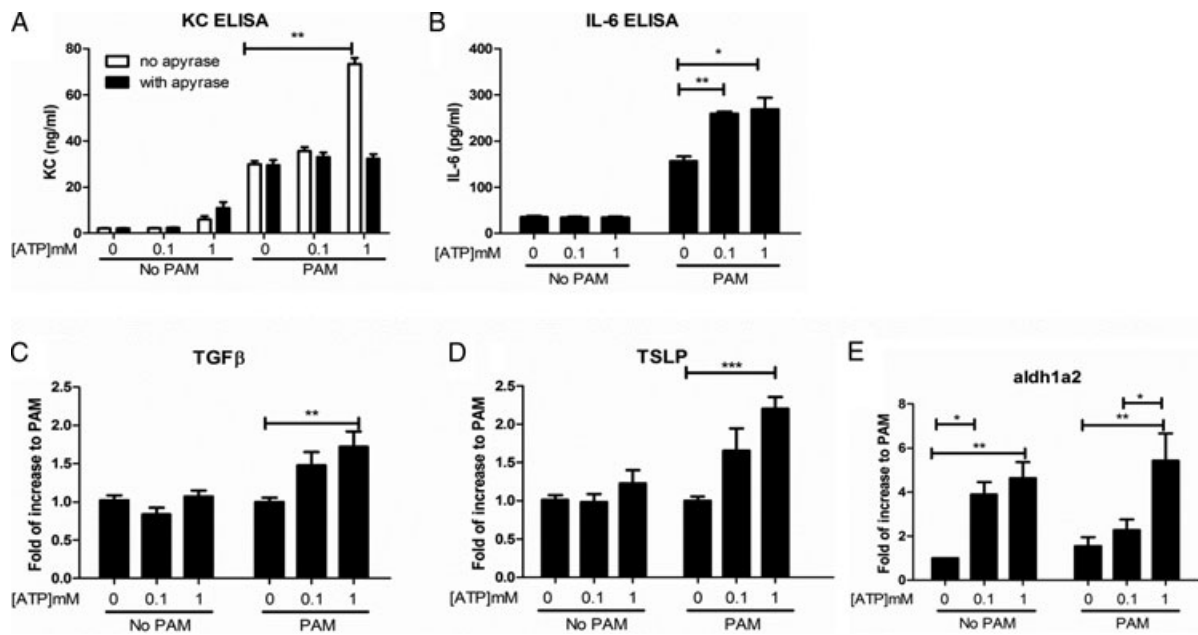 A
KC ELISA
80
60
40
20
0
KC (ng/ml)
no apyrase
with apyrase
**
[ATP]mM
0 0.1 1 0 0.1 1
No PAM PAM
B
IL-6 ELISA
400
300
200
100
0
IL-6 (pg/ml)
*
**
[ATP]mM
0 0.1 1 0 0.1 1
No PAM PAM
C
TGFβ
2.5
2.0
1.5
1.0
0.5
0.0
Fold of increase to PAM
**
[ATP]mM
0 0.1 1 0 0.1 1
No PAM PAM
D
TSLP
2.5
2.0
1.5
1.0
0.5
0.0
Fold of increase to PAM
***
[ATP]mM
0 0.1 1 0 0.1 1
No PAM PAM
E
aldh1a2
8
6
4
2
0
Fold of increase to PAM
*
**
*
**
[ATP]mM
0 0.1 1 0 0.1 1
No PAM PAM